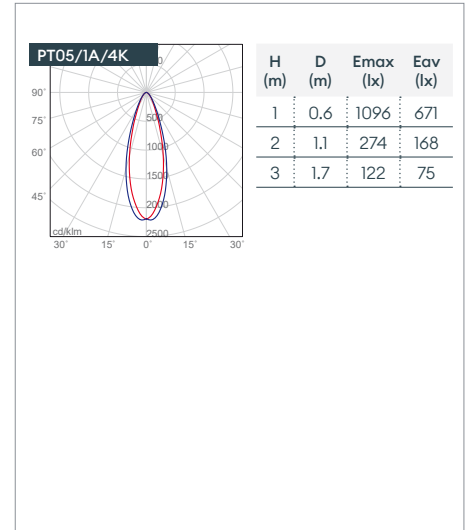 PT05/1A/4K
H (m) D (m) Emax (lx) Eav (lx)
1 0.6 1096 671
2 1.1 274 168
3 1.7 122 75
90°
75°
60°
45°
500
1000
1500
2000
2500
cd/klm
30° 15° 0° 15° 30°